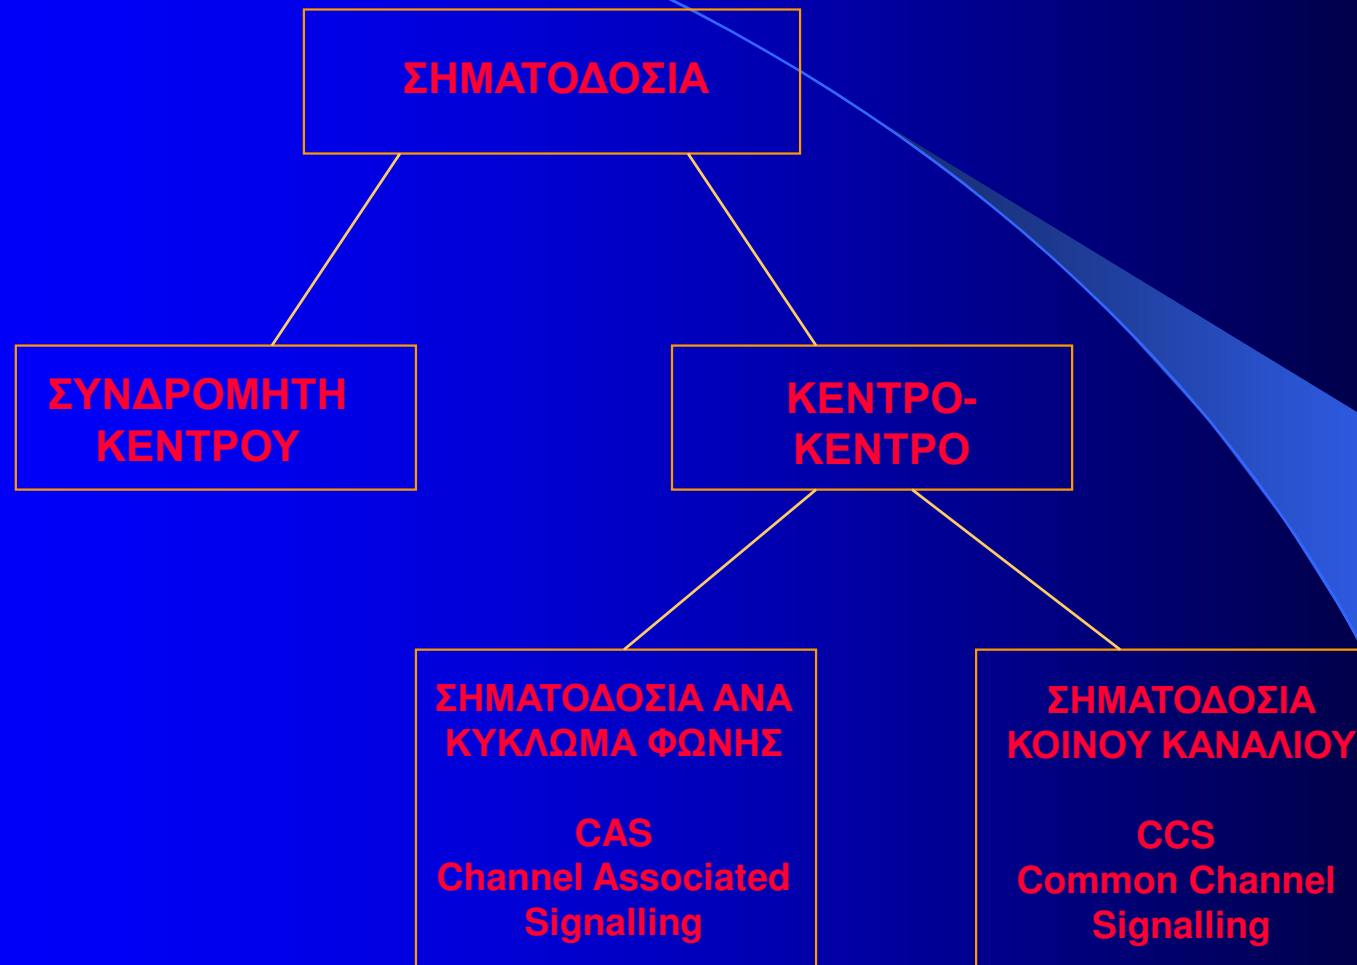 ΣΗΜΑΤΟΔΟΣΙΑ
ΣΥΝΔΡΟΜΗΤΗ
ΚΕΝΤΡΟΥ
ΚΕΝΤΡΟ-
ΚΕΝΤΡΟ
ΣΗΜΑΤΟΔΟΣΙΑ ΑΝΑ
ΚΥΚΛΩΜΑ ΦΩΝΗΣ
CAS
Channel Associated
Signalling
ΣΗΜΑΤΟΔΟΣΙΑ
ΚΟΙΝΟΥ ΚΑΝΑΛΙΟΥ
CCS
Common Channel
Signalling